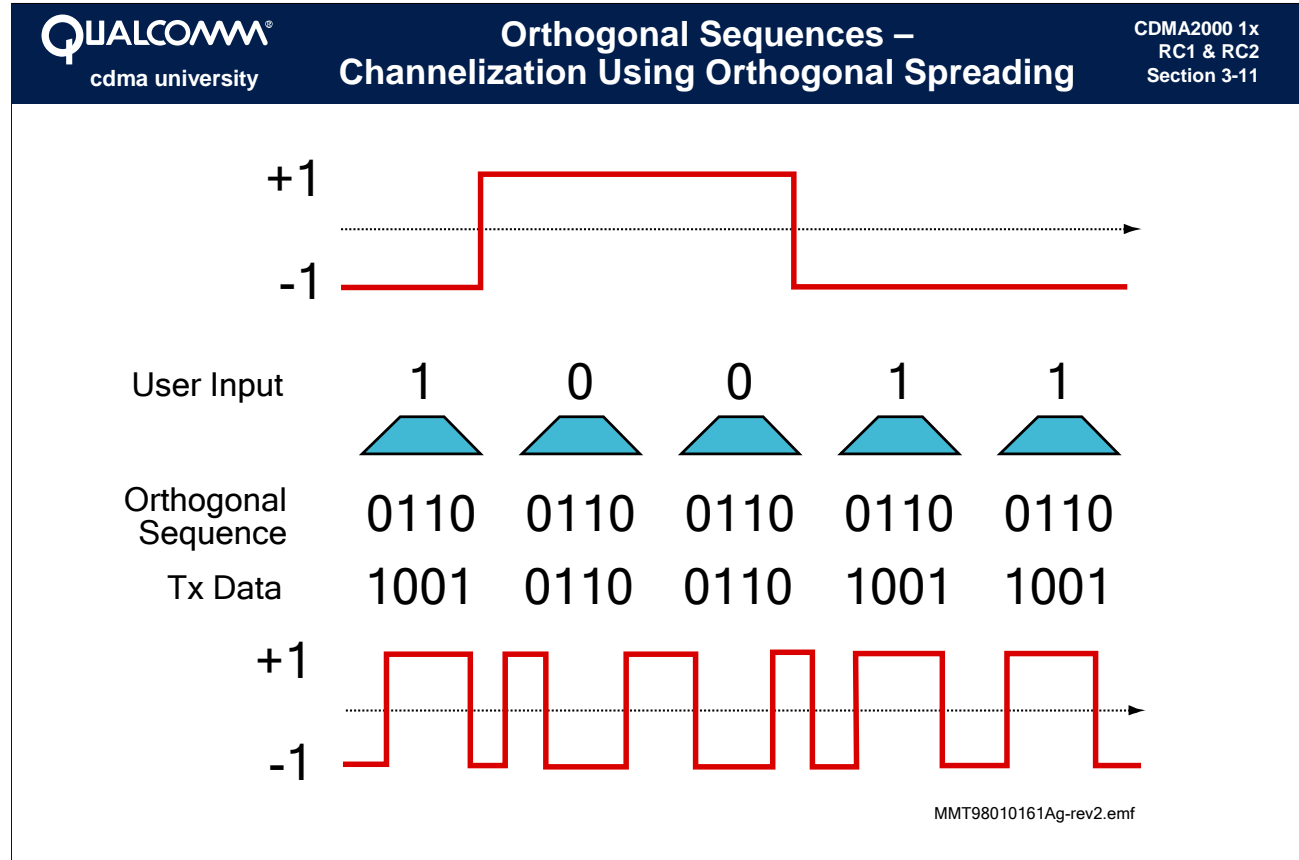 QUALCOMM®
cdma university
Orthogonal Sequences –
Channelization Using Orthogonal Spreading
CDMA2000 1x
RC1 & RC2
Section 3-11
+1
-1
User Input 1 0 0 1 1
Orthogonal
Sequence 0110 0110 0110 0110 0110
Tx Data 1001 0110 0110 1001 1001
+1
-1
MMT98010161Ag-rev2.emf